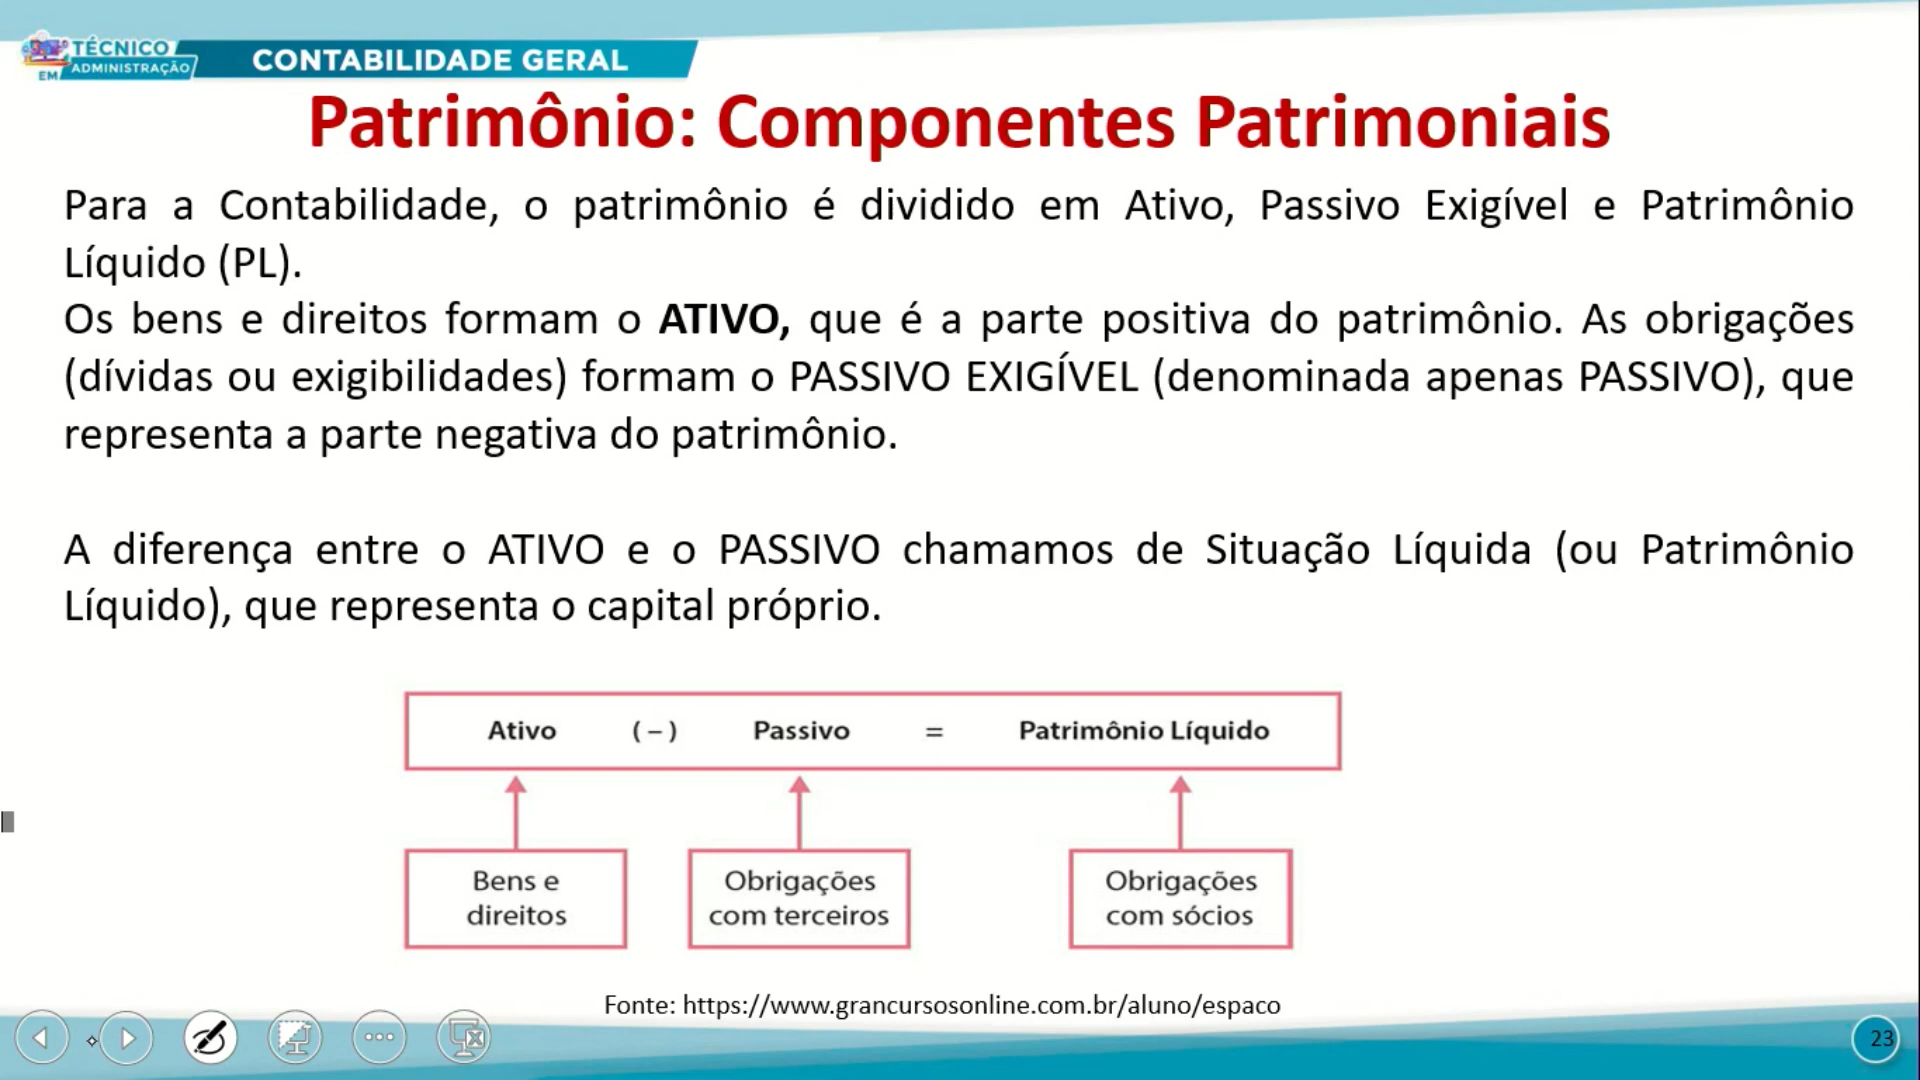 TÉCNICO
EM ADMINISTRAÇÃO
CONTABILIDADE GERAL
Patrimônio: Componentes Patrimoniais
Para a Contabilidade, o patrimônio é dividido em Ativo, Passivo Exigível e Patrimônio
Líquido (PL).
Os bens e direitos formam o ATIVO, que é a parte positiva do patrimônio. As obrigações
(dívidas ou exigibilidades) formam o PASSIVO EXIGÍVEL (denominada apenas PASSIVO), que
representa a parte negativa do patrimônio.
A diferença entre o ATIVO e o PASSIVO chamamos de Situação Líquida (ou Patrimônio
Líquido), que representa o capital próprio.
Ativo (–) Passivo = Patrimônio Líquido
Bens e
direitos
Obrigações
com terceiros
Obrigações
com sócios
Fonte: https://www.grancursosonline.com.br/aluno/espaco
23